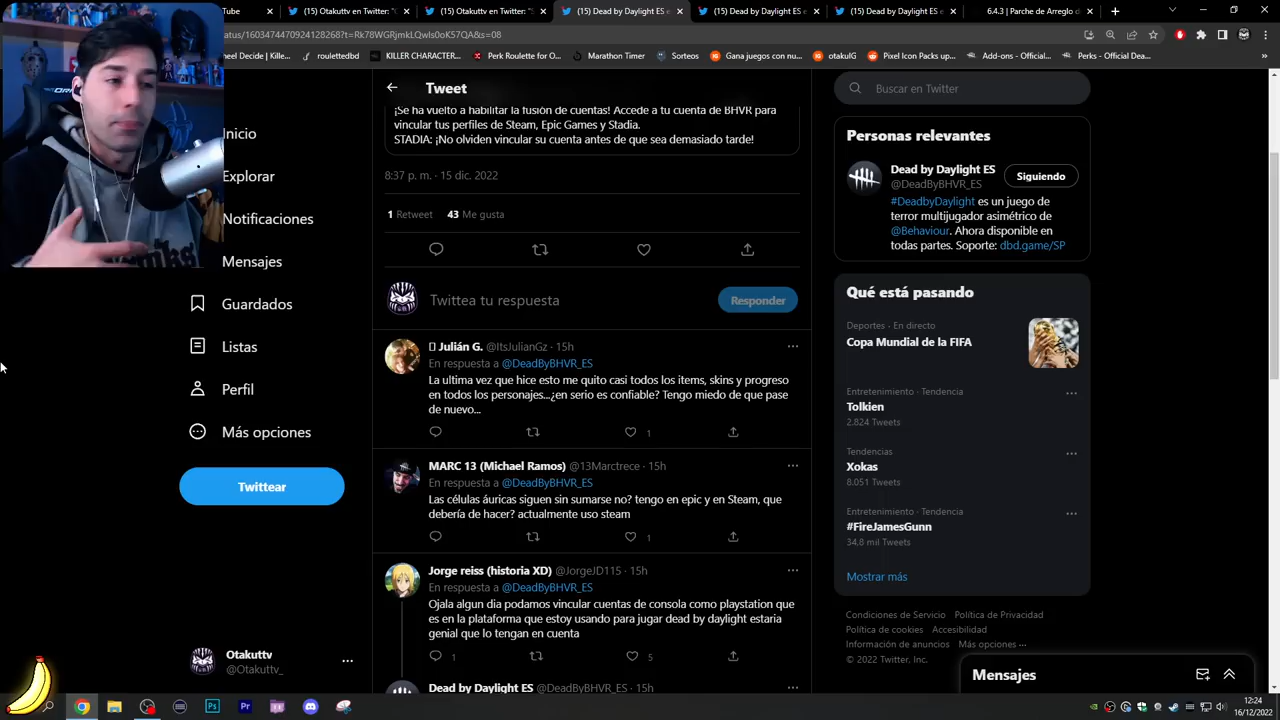 Tube
(15) Otakuttv en Twitter: "
(15) Otakuttv en Twitter: "
(15) Dead by Daylight ES e
(15) Dead by Daylight ES e
(15) Dead by Daylight ES e
6.4.3 | Parche de Arreglo d
tatus/1603474470924128268?t=Rk78WGRjmkLQwls0oK57QA&s=08
eel Decide | Kille...
roulettedbd
KILLER CHARACTER...
Perk Roulette for O...
Marathon Timer
Sorteos
Gana juegos con nu...
otakulG
Pixel Icon Packs up...
Add-ons - Official...
Perks - Official Dea...
Inicio
Explorar
Notificaciones
Mensajes
Guardados
Listas
Perfil
Más opciones
Twittear
Otakuttv
@Otakuttv_
Tweet
¡Se ha vuelto a habilitar la fusión de cuentas! Accede a tu cuenta de BHVR para
vincular tus perfiles de Steam, Epic Games y Stadia.
STADIA: ¡No olviden vincular su cuenta antes de que sea demasiado tarde!
8:37 p. m. · 15 dic. 2022
1 Retweet 43 Me gusta
Twittea tu respuesta
Responder
Julián G. @ItsJulianGz · 15h
En respuesta a @DeadByBHVR_ES
La ultima vez que hice esto me quito casi todos los items, skins y progreso
en todos los personajes...¿en serio es confiable? Tengo miedo de que pase
de nuevo...
1
MARC 13 (Michael Ramos) @13Marctrece · 15h
En respuesta a @DeadByBHVR_ES
Las células áuricas siguen sin sumarse no? tengo en epic y en Steam, que
debería de hacer? actualmente uso steam
1
Jorge reiss (historia XD) @JorgeJD115 · 15h
En respuesta a @DeadByBHVR_ES
Ojala algun dia podamos vincular cuentas de consola como playstation que
es en la plataforma que estoy usando para jugar dead by daylight estaria
genial que lo tengan en cuenta
1 5
Dead by Daylight ES @DeadByBHVR_ES · 15h
Buscar en Twitter
Personas relevantes
Dead by Daylight ES
@DeadByBHVR_ES
Siguiendo
#DeadbyDaylight es un juego de
terror multijugador asimétrico de
@Behaviour. Ahora disponible en
todas partes. Soporte: dbd.game/SP
Qué está pasando
Deportes · En directo
Copa Mundial de la FIFA
Entretenimiento · Tendencia
Tolkien
2.824 Tweets
Tendencias
Xokas
8.051 Tweets
Entretenimiento · Tendencia
#FireJamesGunn
34,8 mil Tweets
Mostrar más
Condiciones de Servicio Política de Privacidad
Política de cookies Accesibilidad
Información de anuncios Más opciones ···
© 2022 Twitter, Inc.
Mensajes
Ps
Pr
12:24
16/12/2022